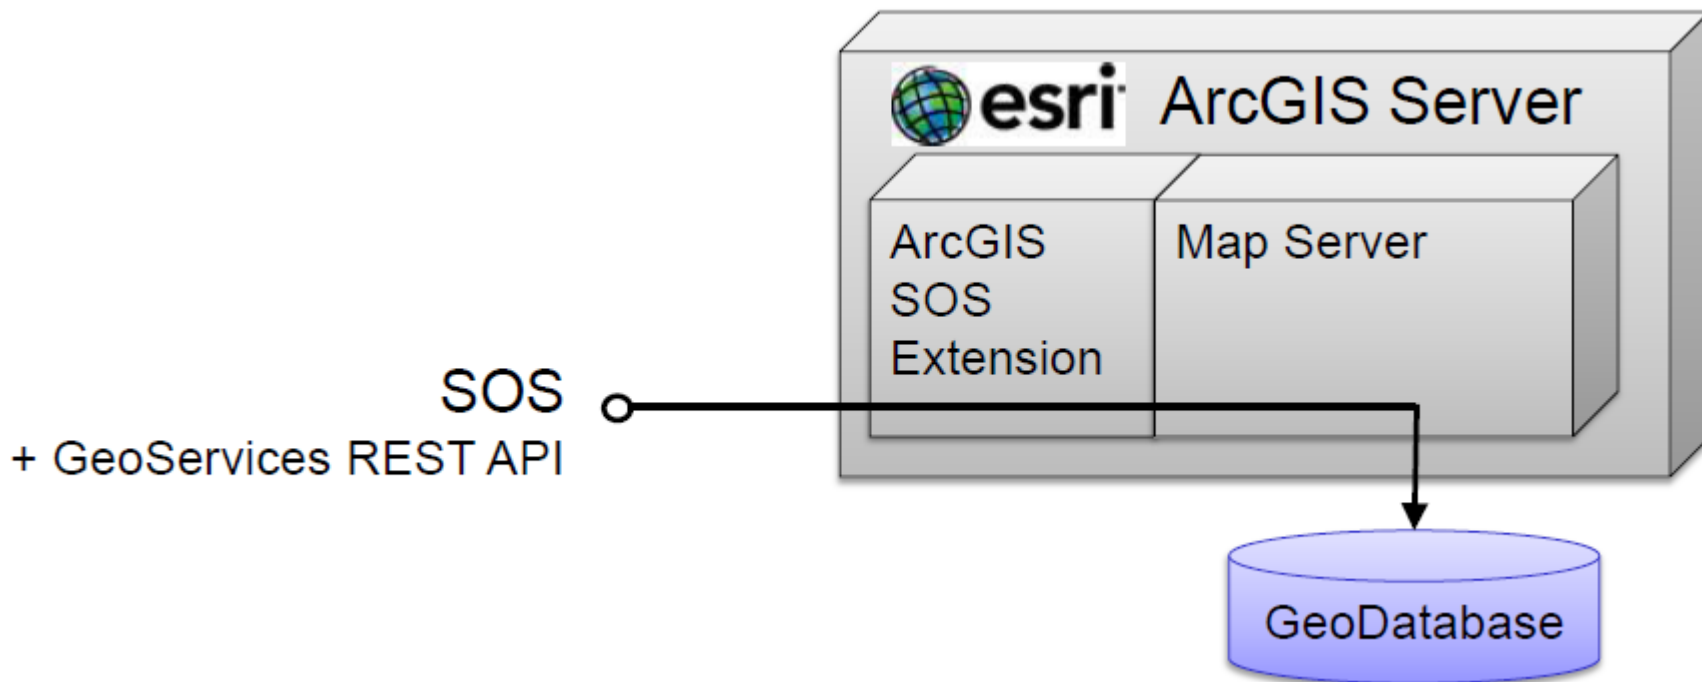 esri ArcGIS Server
ArcGIS
SOS
Extension
Map Server
SOS
+ GeoServices REST API
GeoDatabase